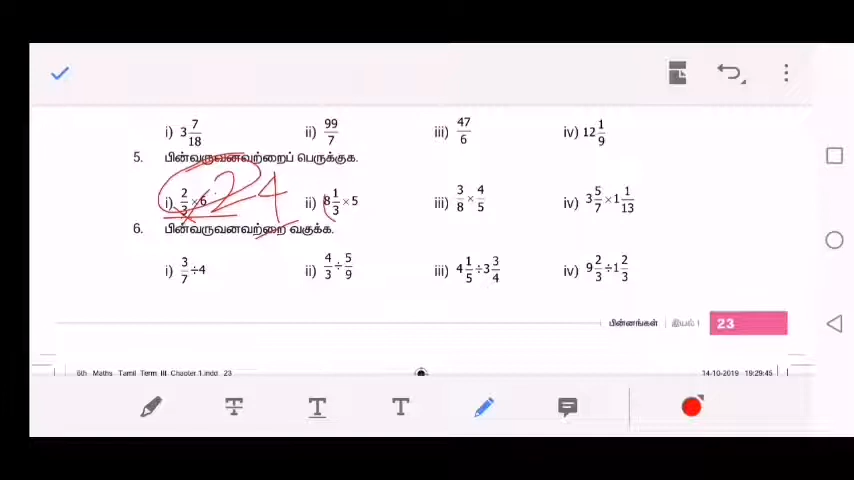 i) 3 7/18 ii) 99/7 iii) 47/6 iv) 12 1/9
5. பின்வருவனவற்றைப் பெருக்குக.
i) 2/3 × 6 ii) 8 1/3 × 5 iii) 3/8 × 4/5 iv) 3 5/7 × 1 1/13
24
6. பின்வருவனவற்றை வகுக்க.
i) 3/7 ÷ 4 ii) 4/3 ÷ 5/9 iii) 4 1/5 ÷ 3 3/4 iv) 9 2/3 ÷ 1 2/3
பின்னங்கள் | இயல் 1 23
6th Maths Tamil Term III Chapter 1.indd 23 14-10-2019 19:29:45
T T T